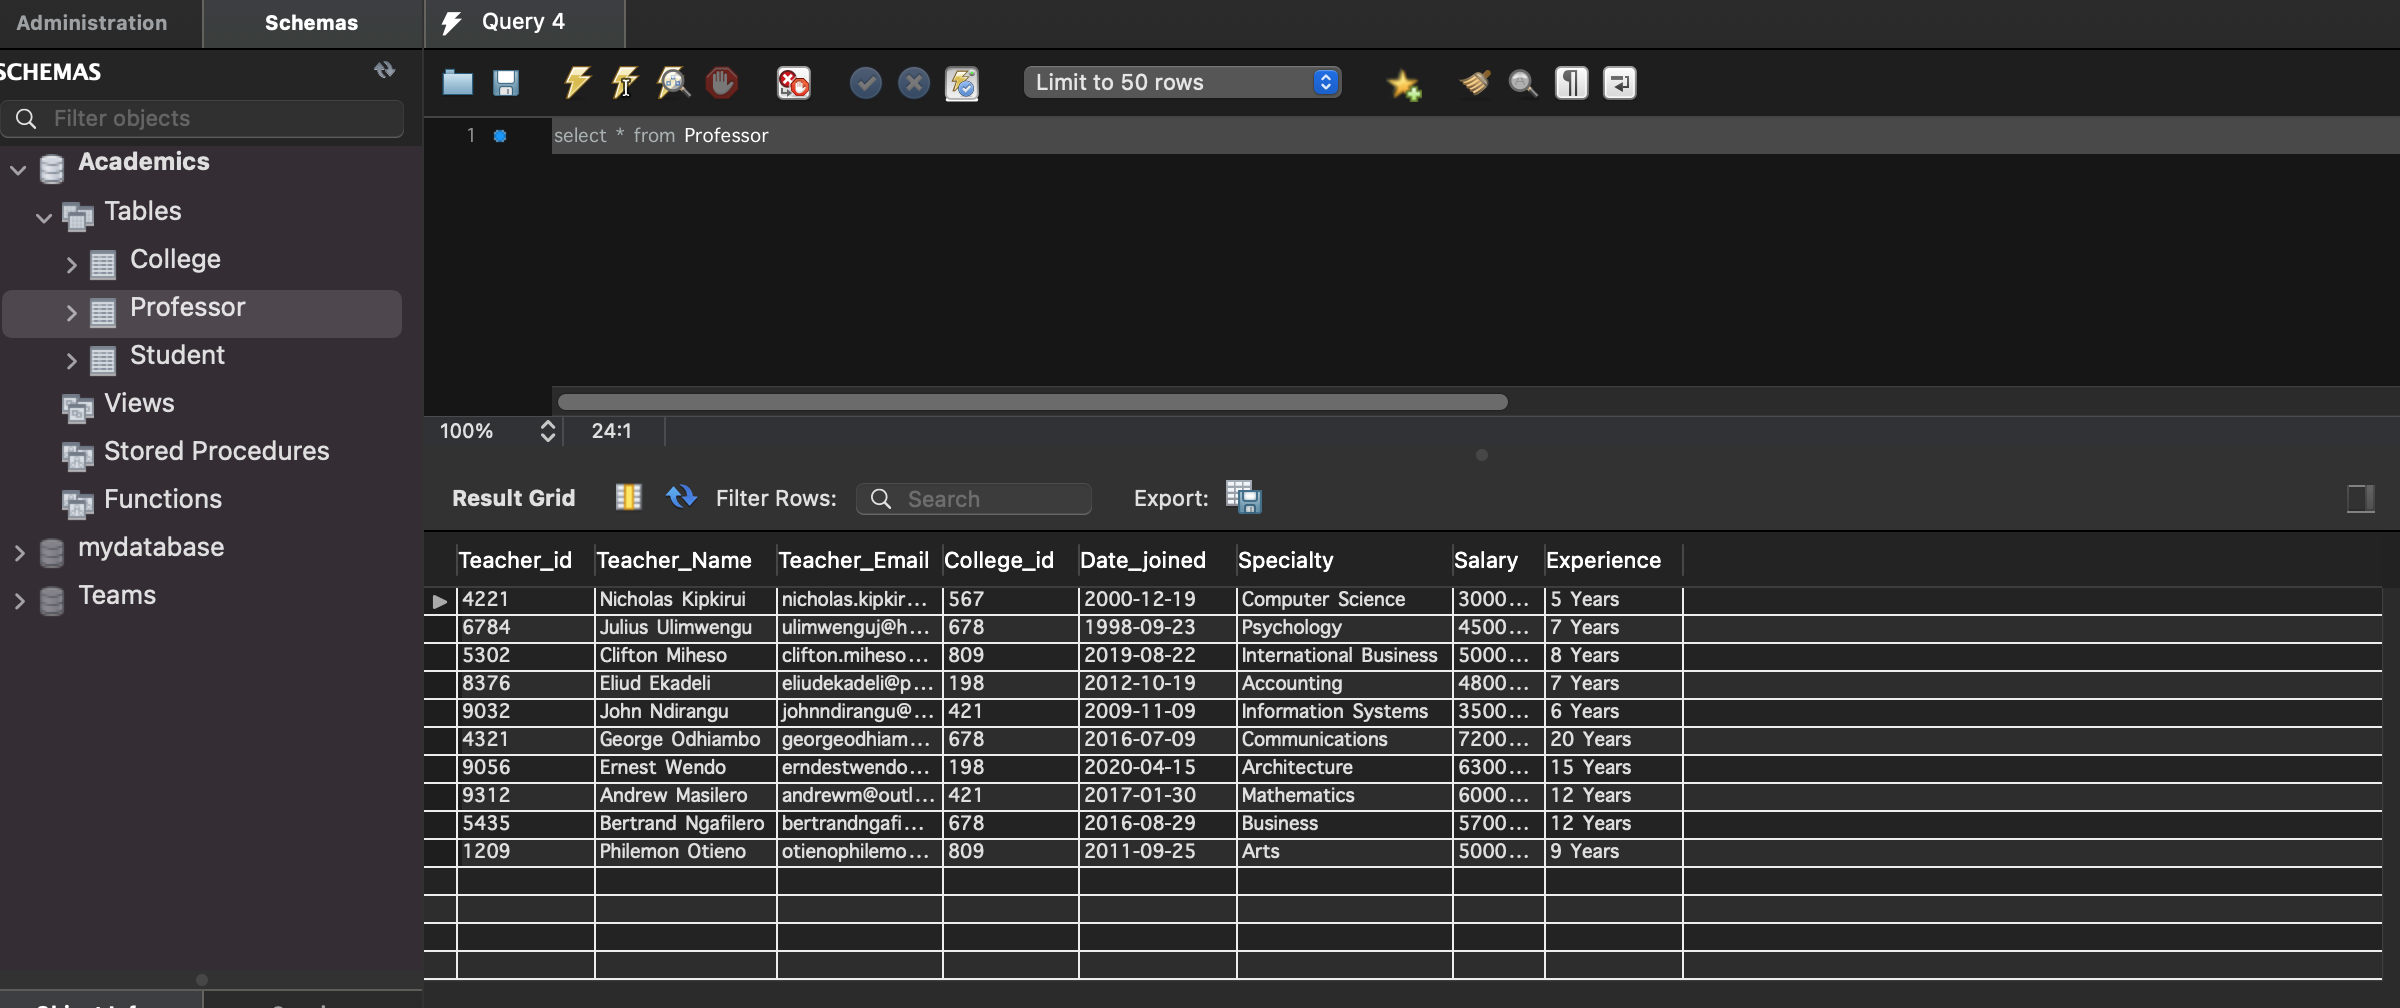 Administration
Schemas
Query 4
SCHEMAS
Filter objects
Limit to 50 rows
1 select * from Professor
Academics
Tables
College
Professor
Student
Views
Stored Procedures
Functions
mydatabase
Teams
100% 24:1
Result Grid Filter Rows: Search Export:
Teacher_id Teacher_Name Teacher_Email College_id Date_joined Specialty Salary Experience
4221 Nicholas Kipkirui nicholas.kipkir... 567 2000-12-19 Computer Science 3000... 5 Years
6784 Julius Ulimwengu ulimwenguj@h... 678 1998-09-23 Psychology 4500... 7 Years
5302 Clifton Miheso clifton.miheso... 809 2019-08-22 International Business 5000... 8 Years
8376 Eliud Ekadeli eliudekadeli@p... 198 2012-10-19 Accounting 4800... 7 Years
9032 John Ndirangu johnndirangu@... 421 2009-11-09 Information Systems 3500... 6 Years
4321 George Odhiambo georgeodhiam... 678 2016-07-09 Communications 7200... 20 Years
9056 Ernest Wendo erndestwendo... 198 2020-04-15 Architecture 6300... 15 Years
9312 Andrew Masilero andrewm@outl... 421 2017-01-30 Mathematics 6000... 12 Years
5435 Bertrand Ngafilero bertrandngafi... 678 2016-08-29 Business 5700... 12 Years
1209 Philemon Otieno otienophilemo... 809 2011-09-25 Arts 5000... 9 Years